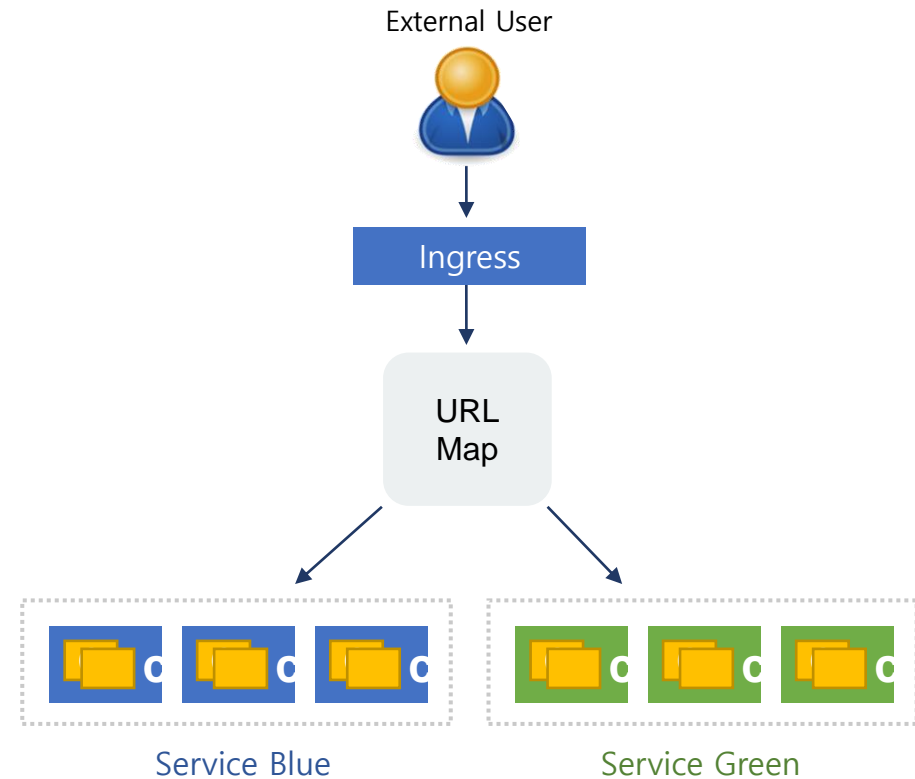 External User
Ingress
URL
Map
c c c c c c
Service Blue
Service Green